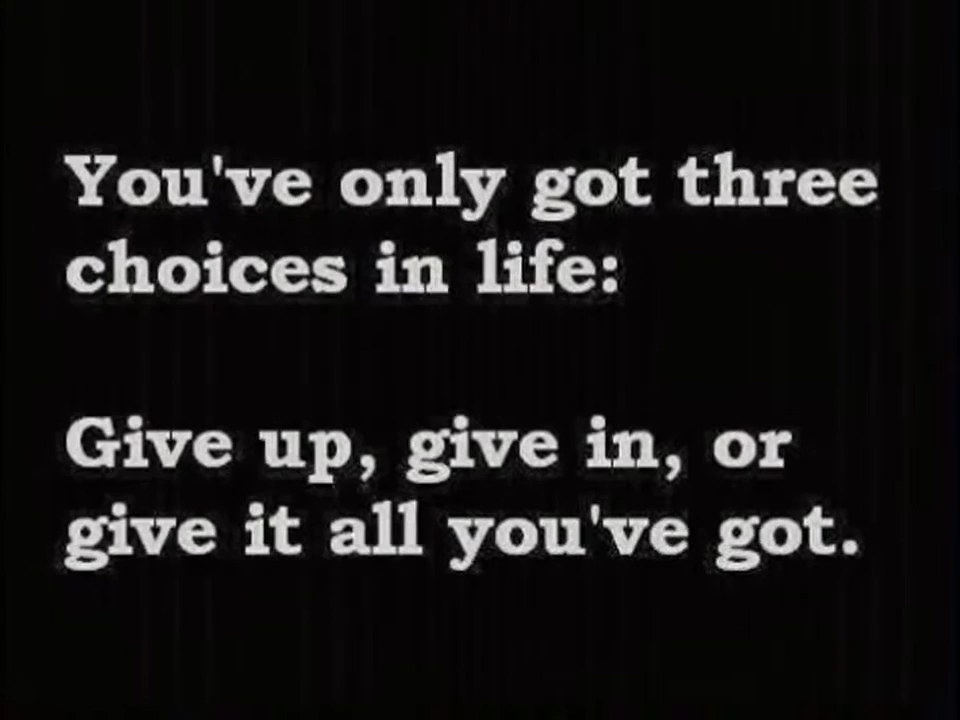 You've only got three
choices in life:
Give up, give in, or
give it all you've got.